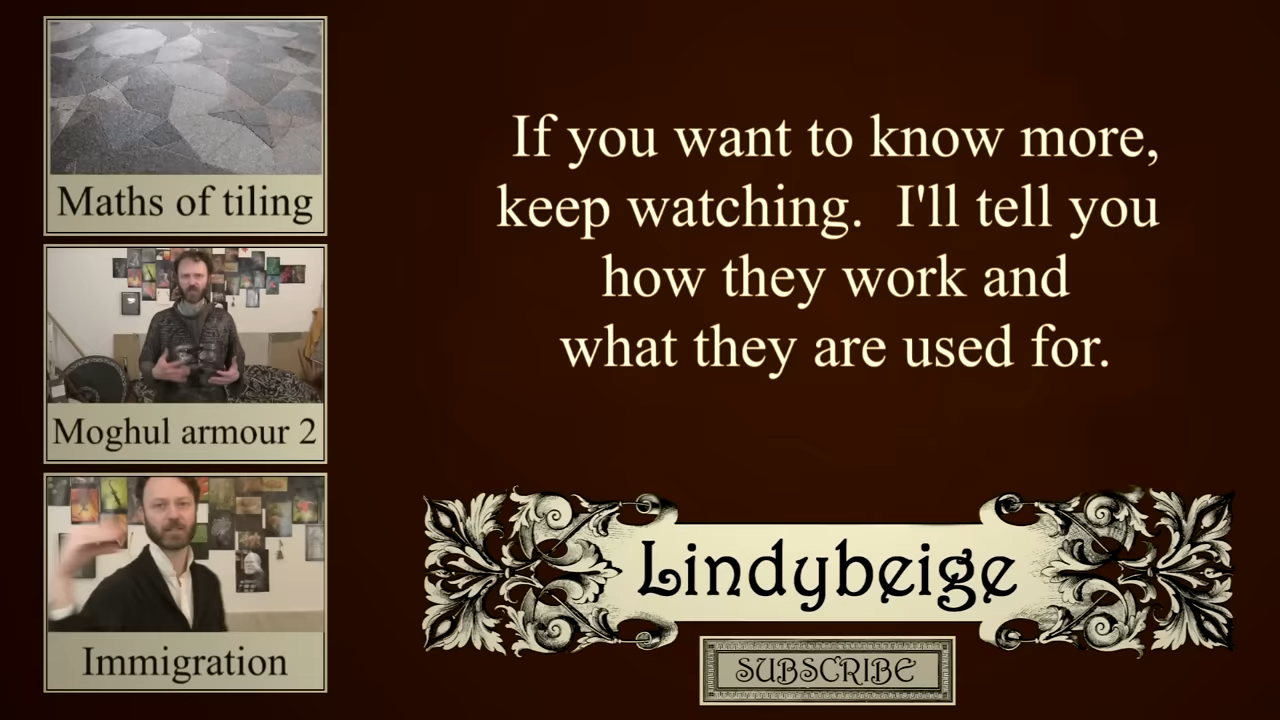 Maths of tiling
Moghul armour 2
Immigration
If you want to know more,
keep watching.  I'll tell you
how they work and
what they are used for.
Lindybeige
SUBSCRIBE